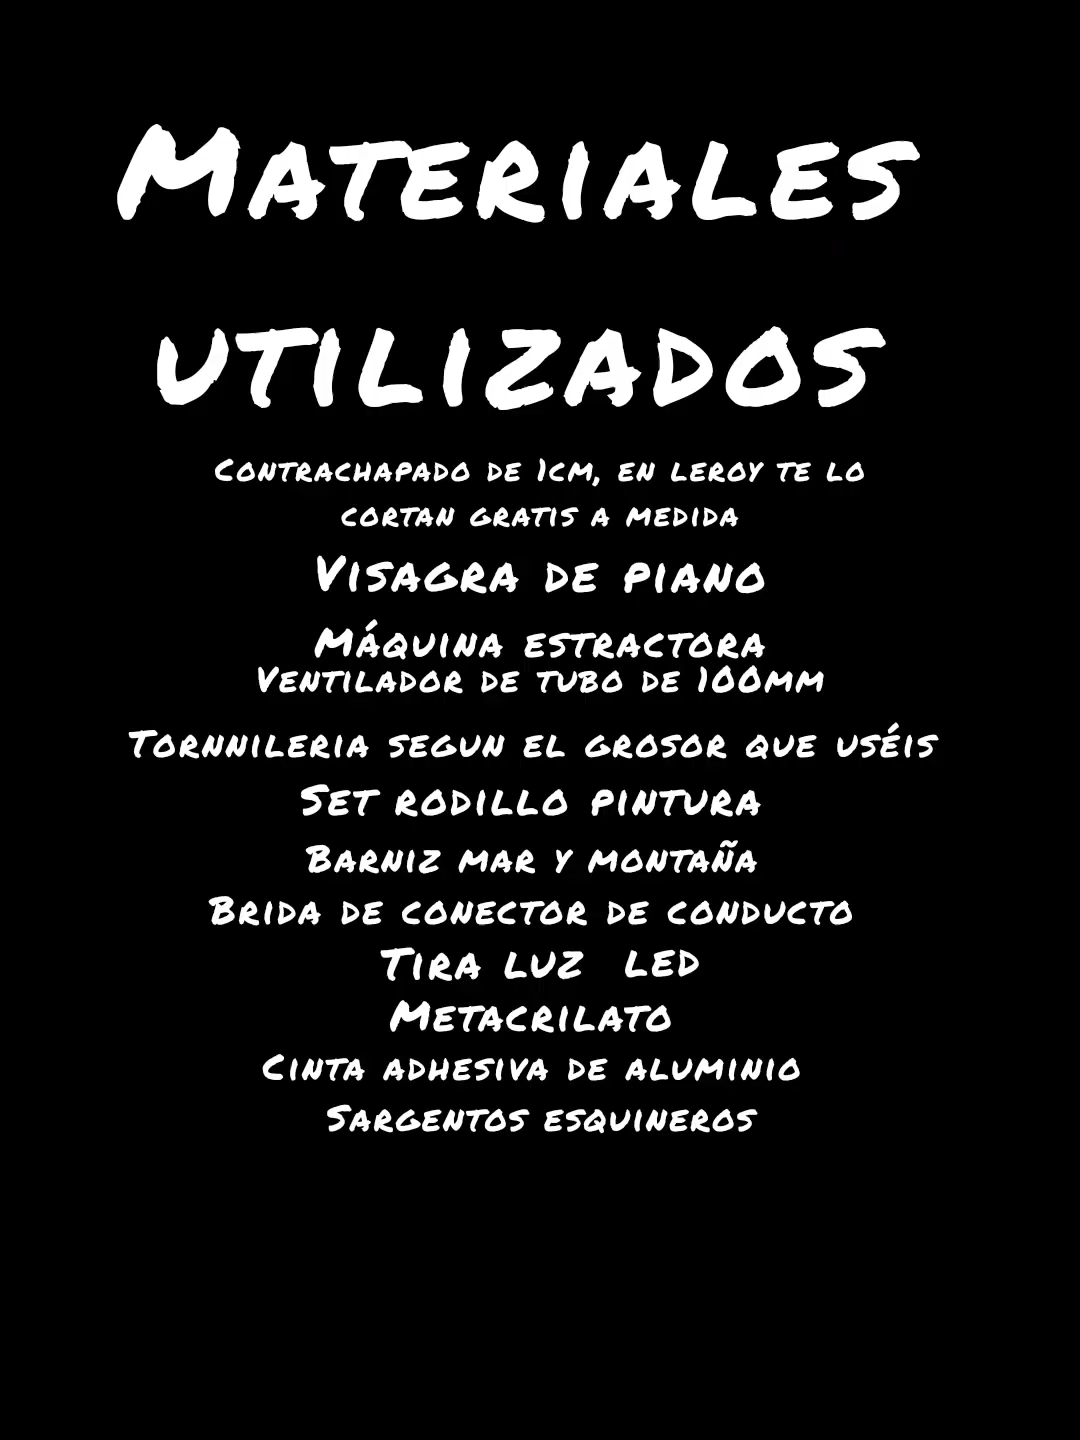 Materiales
utilizados
Contrachapado de 1cm, en leroy te lo
cortan gratis a medida
Visagra de piano
Máquina estractora
Ventilador de tubo de 100mm
Tornnileria segun el grosor que uséis
Set rodillo pintura
Barniz mar y montaña
Brida de conector de conducto
Tira luz  led
Metacrilato
Cinta adhesiva de aluminio
Sargentos esquineros